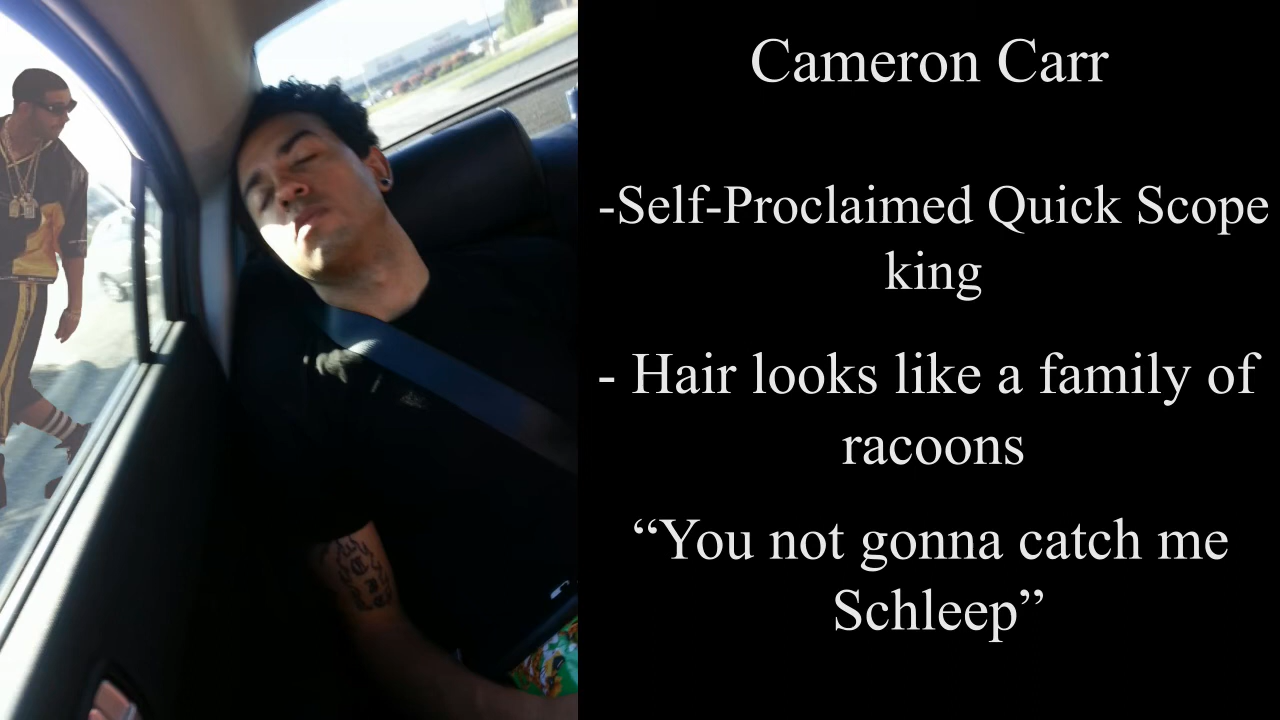 Cameron Carr
-Self-Proclaimed Quick Scope
king
- Hair looks like a family of
racoons
“You not gonna catch me
Schleep”